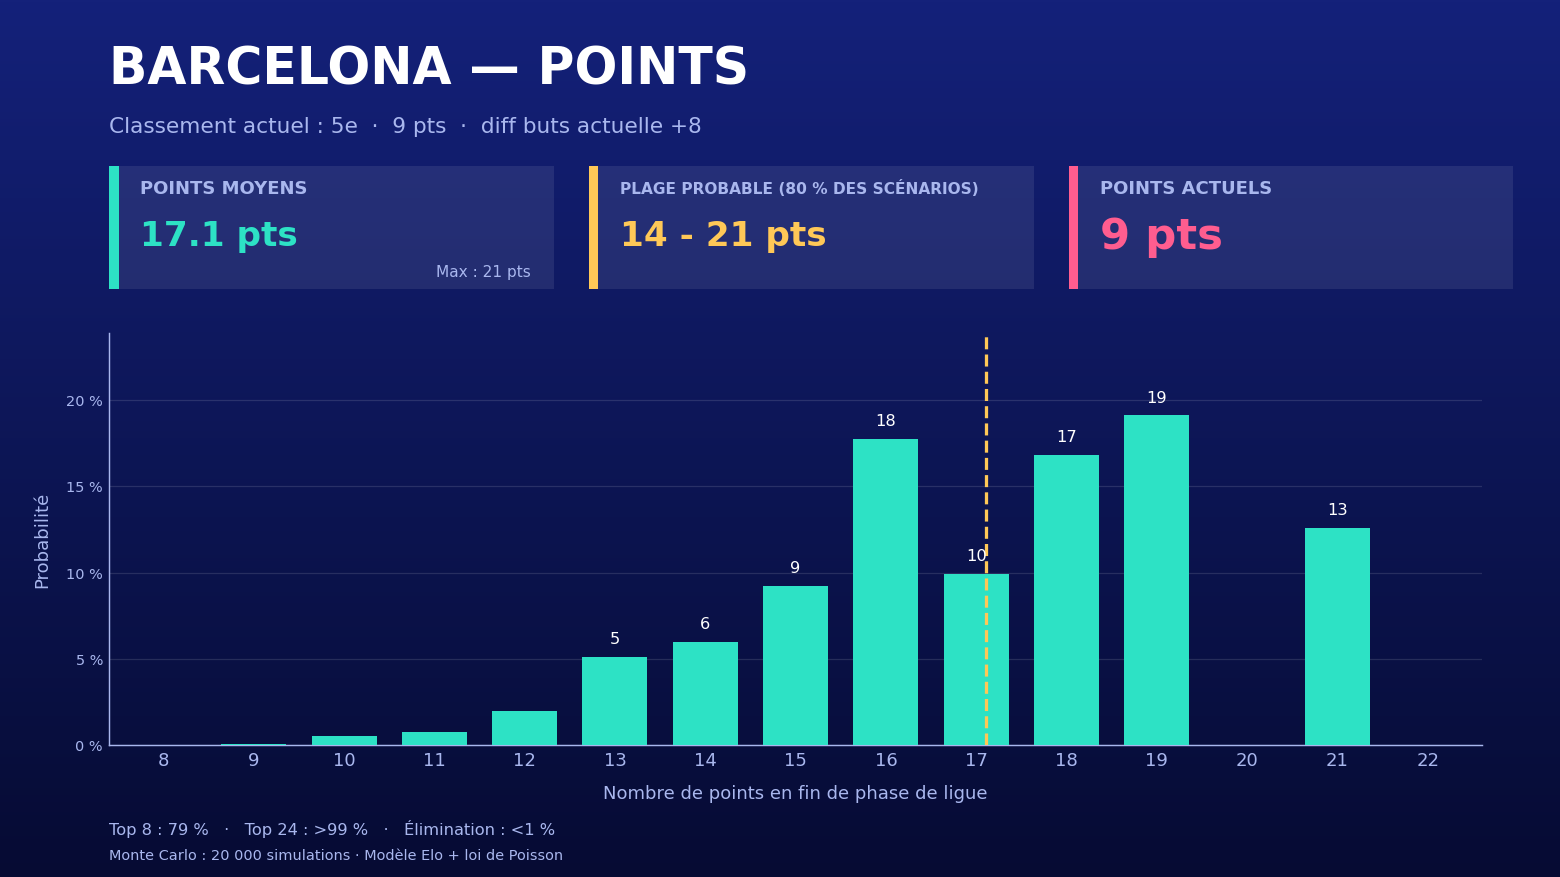 BARCELONA — POINTS
Classement actuel : 5e · 9 pts · diff buts actuelle +8
POINTS MOYENS
17.1 pts
Max : 21 pts
PLAGE PROBABLE (80 % DES SCÉNARIOS)
14 - 21 pts
POINTS ACTUELS
9 pts
Probabilité
20 %
15 %
10 %
5 %
0 %
5
6
9
18
10
17
19
13
8 9 10 11 12 13 14 15 16 17 18 19 20 21 22
Nombre de points en fin de phase de ligue
Top 8 : 79 % · Top 24 : >99 % · Élimination : <1 %
Monte Carlo : 20 000 simulations · Modèle Elo + loi de Poisson